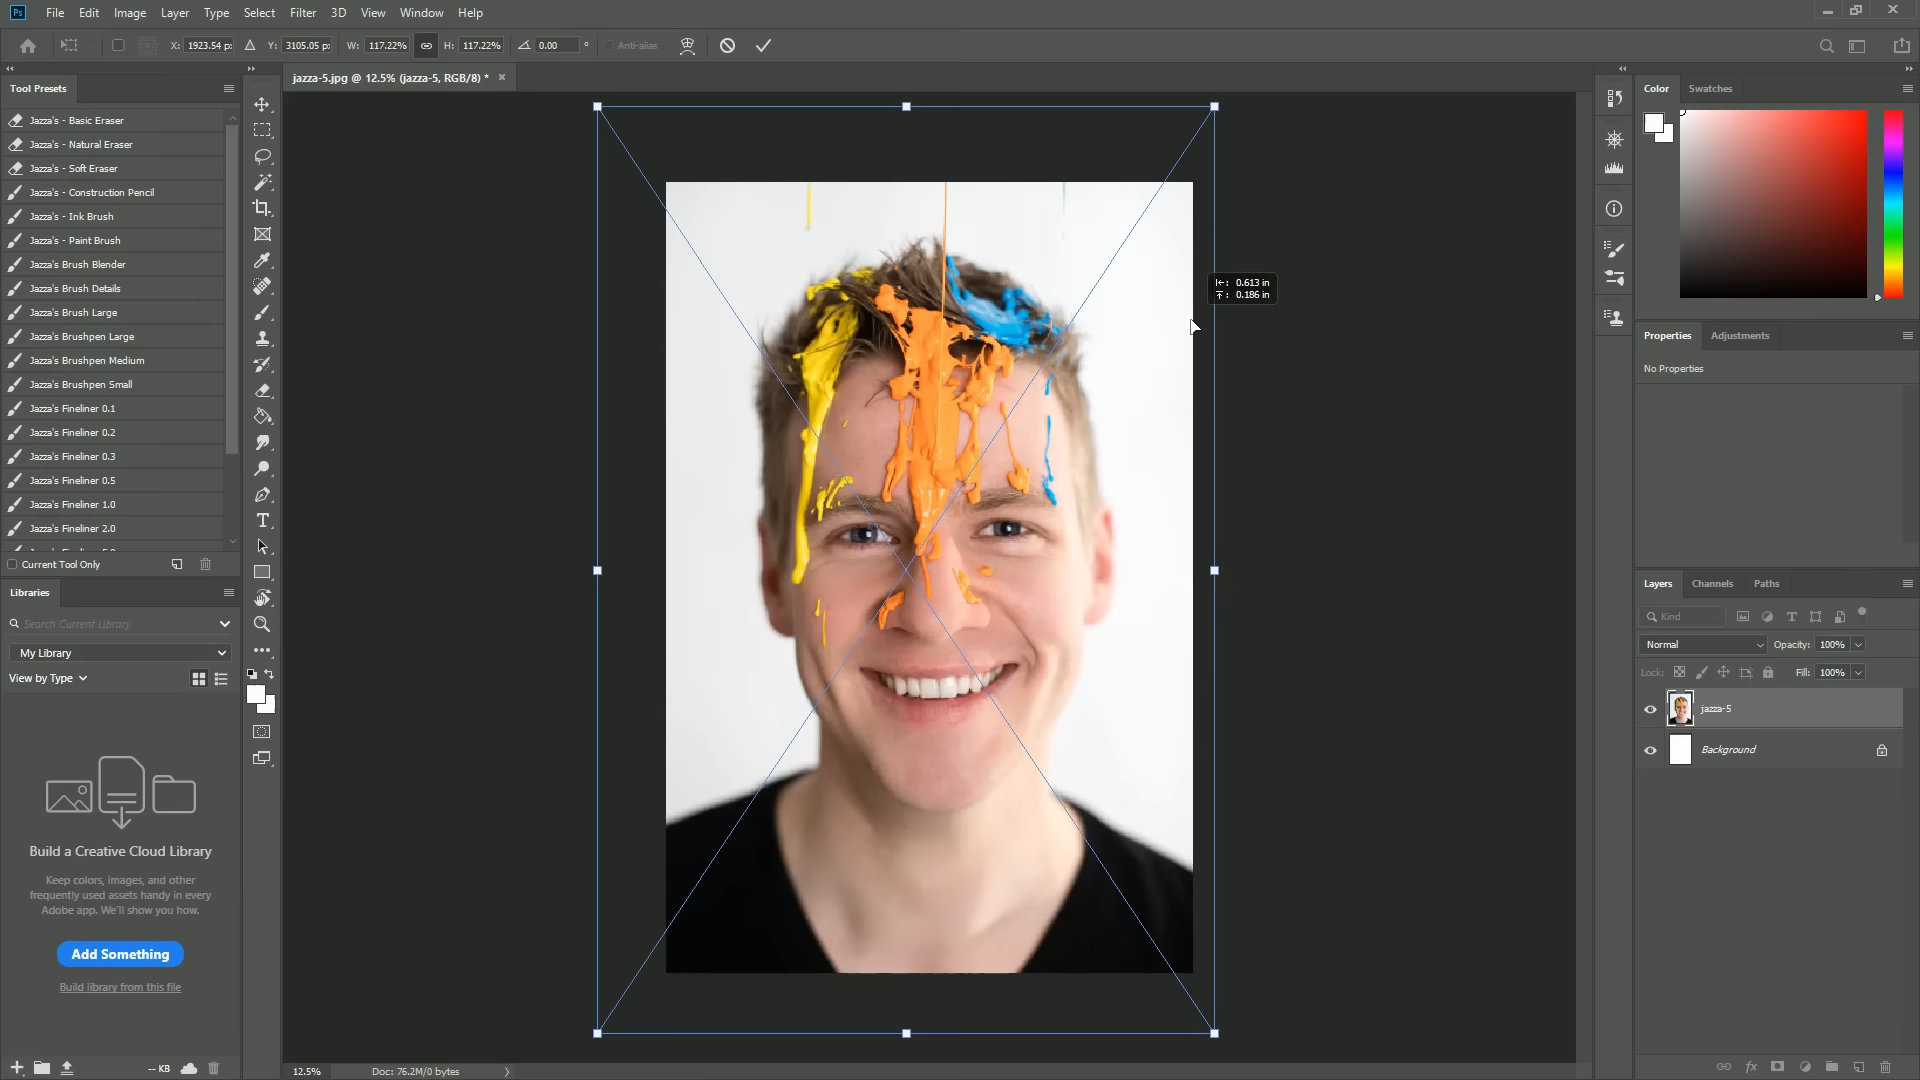 Ps File Edit Image Layer Type Select Filter 3D View Window Help
X: 1923.54 p: Y: 3105.05 p: W: 117.22% H: 117.22% 0.00 ° Anti-alias
Tool Presets
jazza-5.jpg @ 12.5% (jazza-5, RGB/8) *
Jazza's - Basic Eraser
Jazza's - Natural Eraser
Jazza's - Soft Eraser
Jazza's - Construction Pencil
Jazza's - Ink Brush
Jazza's - Paint Brush
Jazza's Brush Blender
Jazza's Brush Details
Jazza's Brush Large
Jazza's Brushpen Large
Jazza's Brushpen Medium
Jazza's Brushpen Small
Jazza's Fineliner 0.1
Jazza's Fineliner 0.2
Jazza's Fineliner 0.3
Jazza's Fineliner 0.5
Jazza's Fineliner 1.0
Jazza's Fineliner 2.0
Current Tool Only
Libraries
Search Current Library
My Library
View by Type
Build a Creative Cloud Library
Keep colors, images, and other
frequently used assets handy in every
Adobe app. We'll show you how.
Add Something
Build library from this file
-- KB
0.613 in
0.186 in
12.5% Doc: 76.2M/0 bytes
Color Swatches
Properties Adjustments
No Properties
Layers Channels Paths
Kind
Normal Opacity: 100%
Lock: Fill: 100%
jazza-5
Background